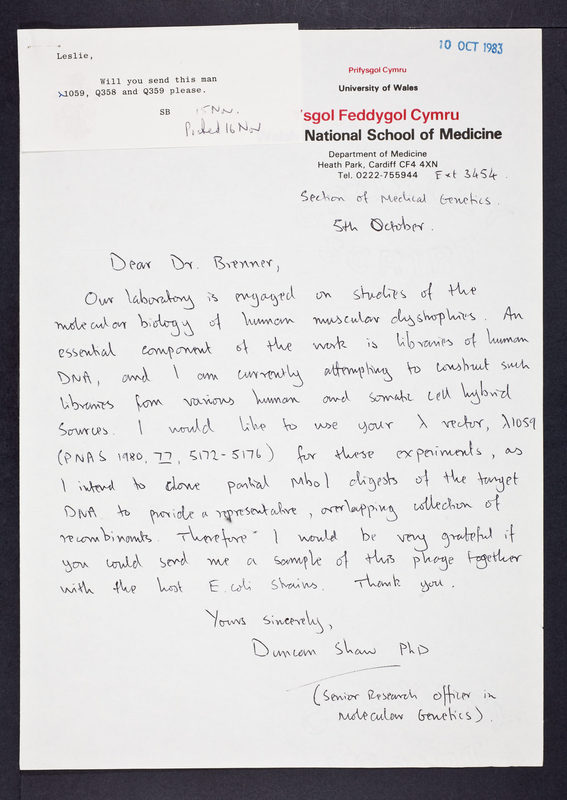 Leslie,
Will you send this man
λ1059, Q358 and Q359 please.
SB
15 Nov.
Posted 16 Nov
10 OCT 1983
Prifysgol Cymru
University of Wales
sgol Feddygol Cymru
National School of Medicine
Department of Medicine
Heath Park, Cardiff CF4 4XN
Tel. 0222-755944 Ext 3454.
Section of Medical Genetics.
5th October.
Dear Dr. Brenner,
Our laboratory is engaged on studies of the
molecular biology of human muscular dystrophies. An
essential component of the work is libraries of human
DNA, and I am currently attempting to construct such
libraries from various human and somatic cell hybrid
sources. I would like to use your λ vector, λ1059
(PNAS 1980, 77, 5172-5176) for these experiments, as
I intend to clone partial Mbo1 digests of the target
DNA to provide a representative, overlapping collection of
recombinants. Therefore I would be very grateful if
you could send me a sample of this phage together
with the host E.coli strains. Thank you.
Yours sincerely,
Duncan Shaw PhD
(Senior Research Officer in
Molecular Genetics).